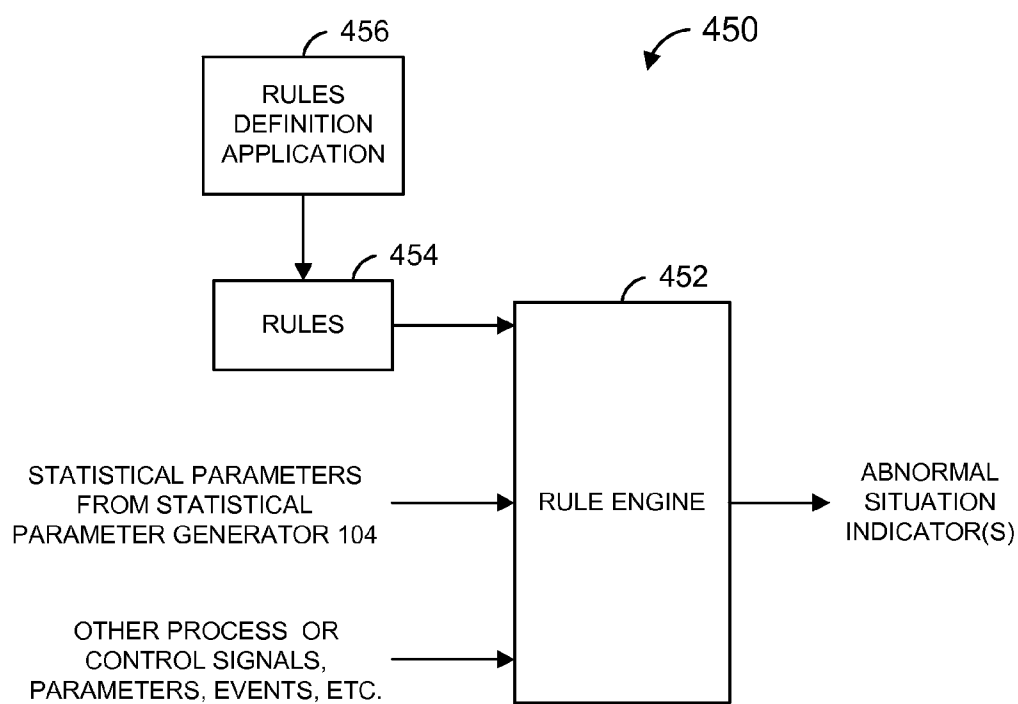 456
450
RULES
DEFINITION
APPLICATION
454
RULES
452
STATISTICAL PARAMETERS
FROM STATISTICAL
PARAMETER GENERATOR 104
RULE ENGINE
ABNORMAL
SITUATION
INDICATOR(S)
OTHER PROCESS OR
CONTROL SIGNALS,
PARAMETERS, EVENTS, ETC.